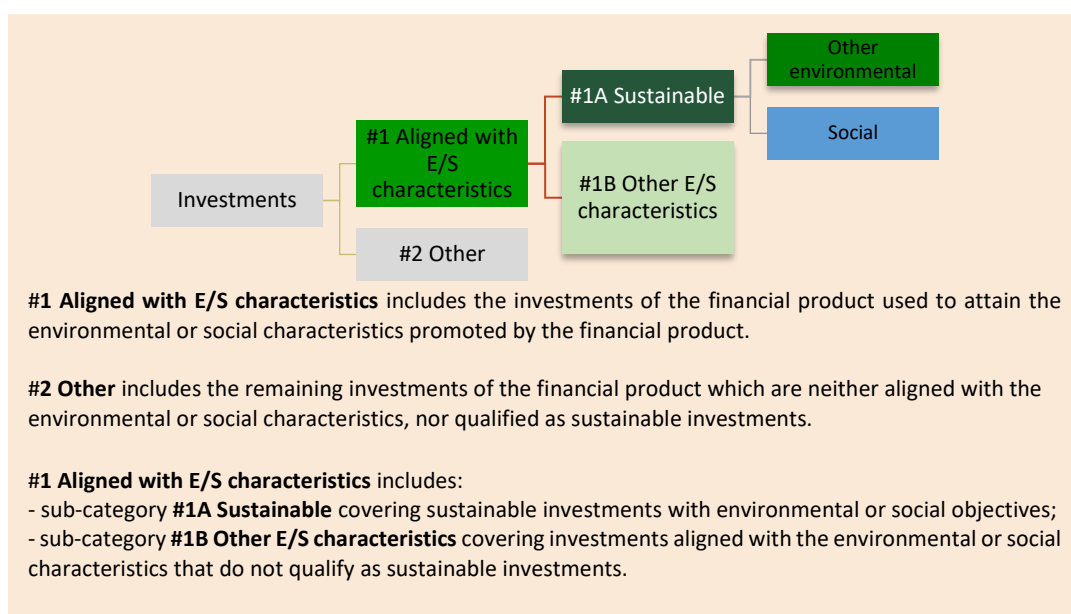 Other
environmental
#1A Sustainable
Social
#1 Aligned with
E/S
characteristics
#1B Other E/S
characteristics
Investments
#2 Other
#1 Aligned with E/S characteristics includes the investments of the financial product used to attain the
environmental or social characteristics promoted by the financial product.
#2 Other includes the remaining investments of the financial product which are neither aligned with the
environmental or social characteristics, nor qualified as sustainable investments.
#1 Aligned with E/S characteristics includes:
- sub-category #1A Sustainable covering sustainable investments with environmental or social objectives;
- sub-category #1B Other E/S characteristics covering investments aligned with the environmental or social
characteristics that do not qualify as sustainable investments.